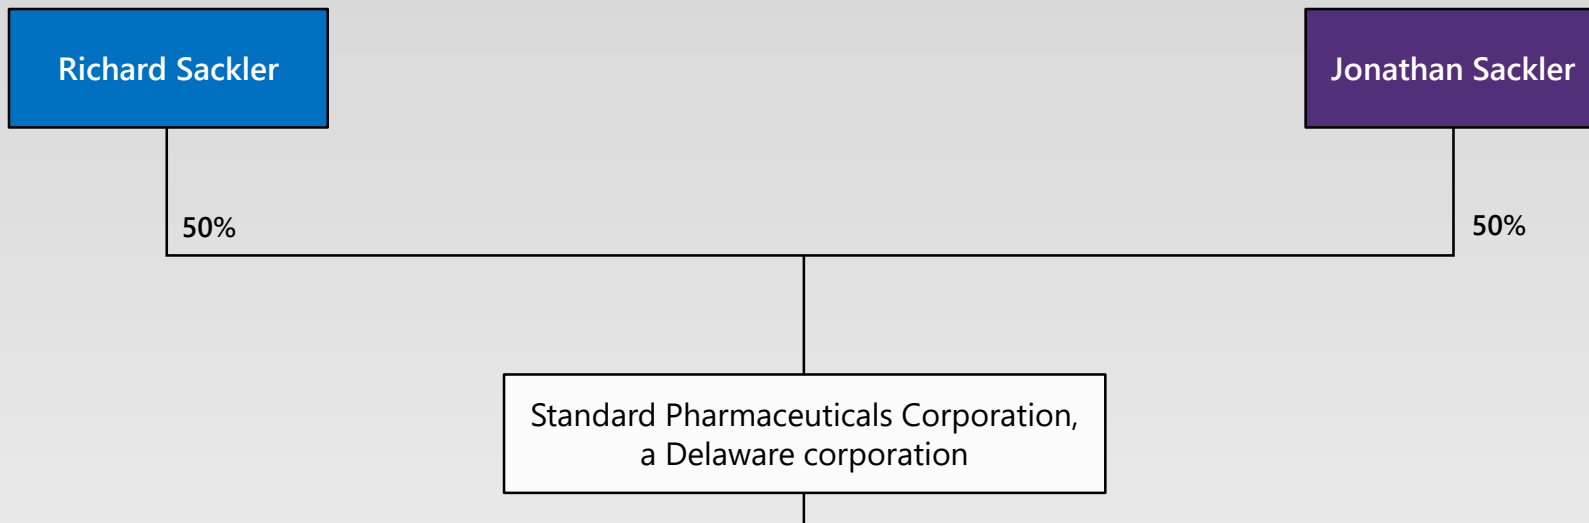 Richard Sackler
Jonathan Sackler
50%
50%
Standard Pharmaceuticals Corporation,
a Delaware corporation